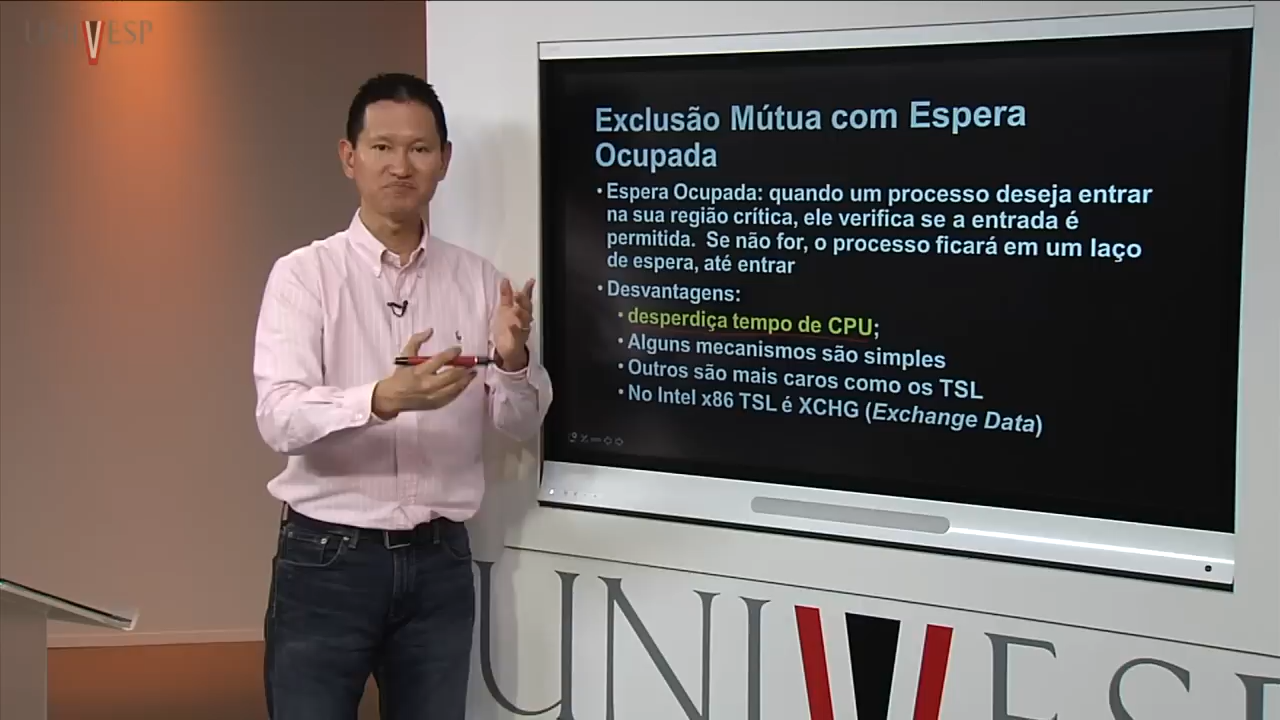 UNIVESP
Exclusão Mútua com Espera
Ocupada
•Espera Ocupada: quando um processo deseja entrar
na sua região crítica, ele verifica se a entrada é
permitida. Se não for, o processo ficará em um laço
de espera, até entrar
•Desvantagens:
•desperdiça tempo de CPU;
•Alguns mecanismos são simples
•Outros são mais caros como os TSL
•No Intel x86 TSL é XCHG (Exchange Data)
UNIVESP